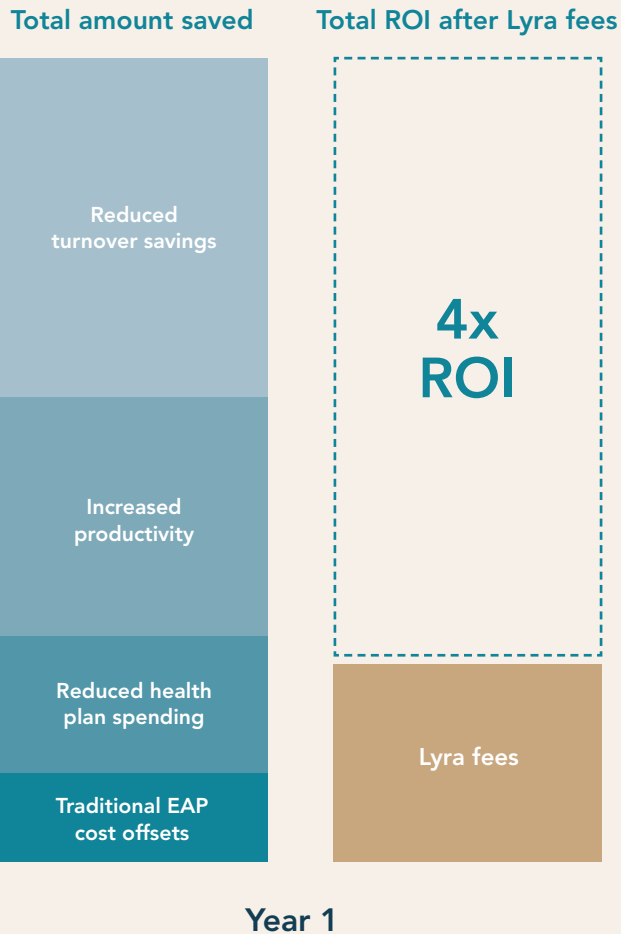 Total amount saved
Total ROI after Lyra fees
Reduced
turnover savings
Increased
productivity
Reduced health
plan spending
Traditional EAP
cost offsets
4x
ROI
Lyra fees
Year 1